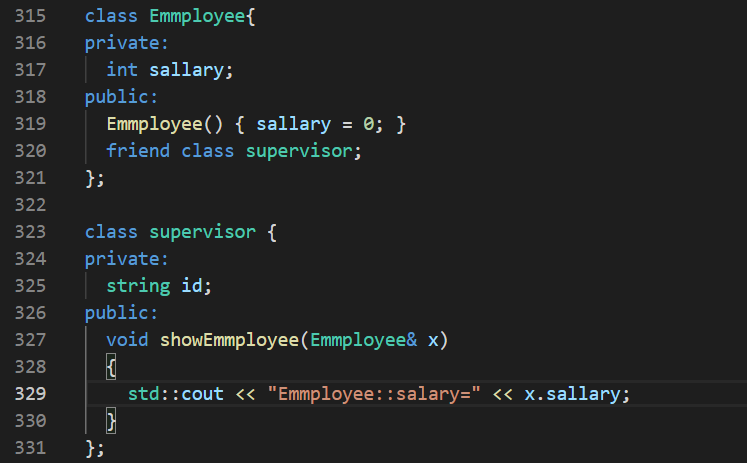 315 class Emmployee{
316 private:
317   int sallary;
318 public:
319   Emmployee() { sallary = 0; }
320   friend class supervisor;
321 };
322
323 class supervisor {
324 private:
325   string id;
326 public:
327   void showEmmployee(Emmployee& x)
328   {
329     std::cout << "Emmployee::salary=" << x.sallary;
330   }
331 };